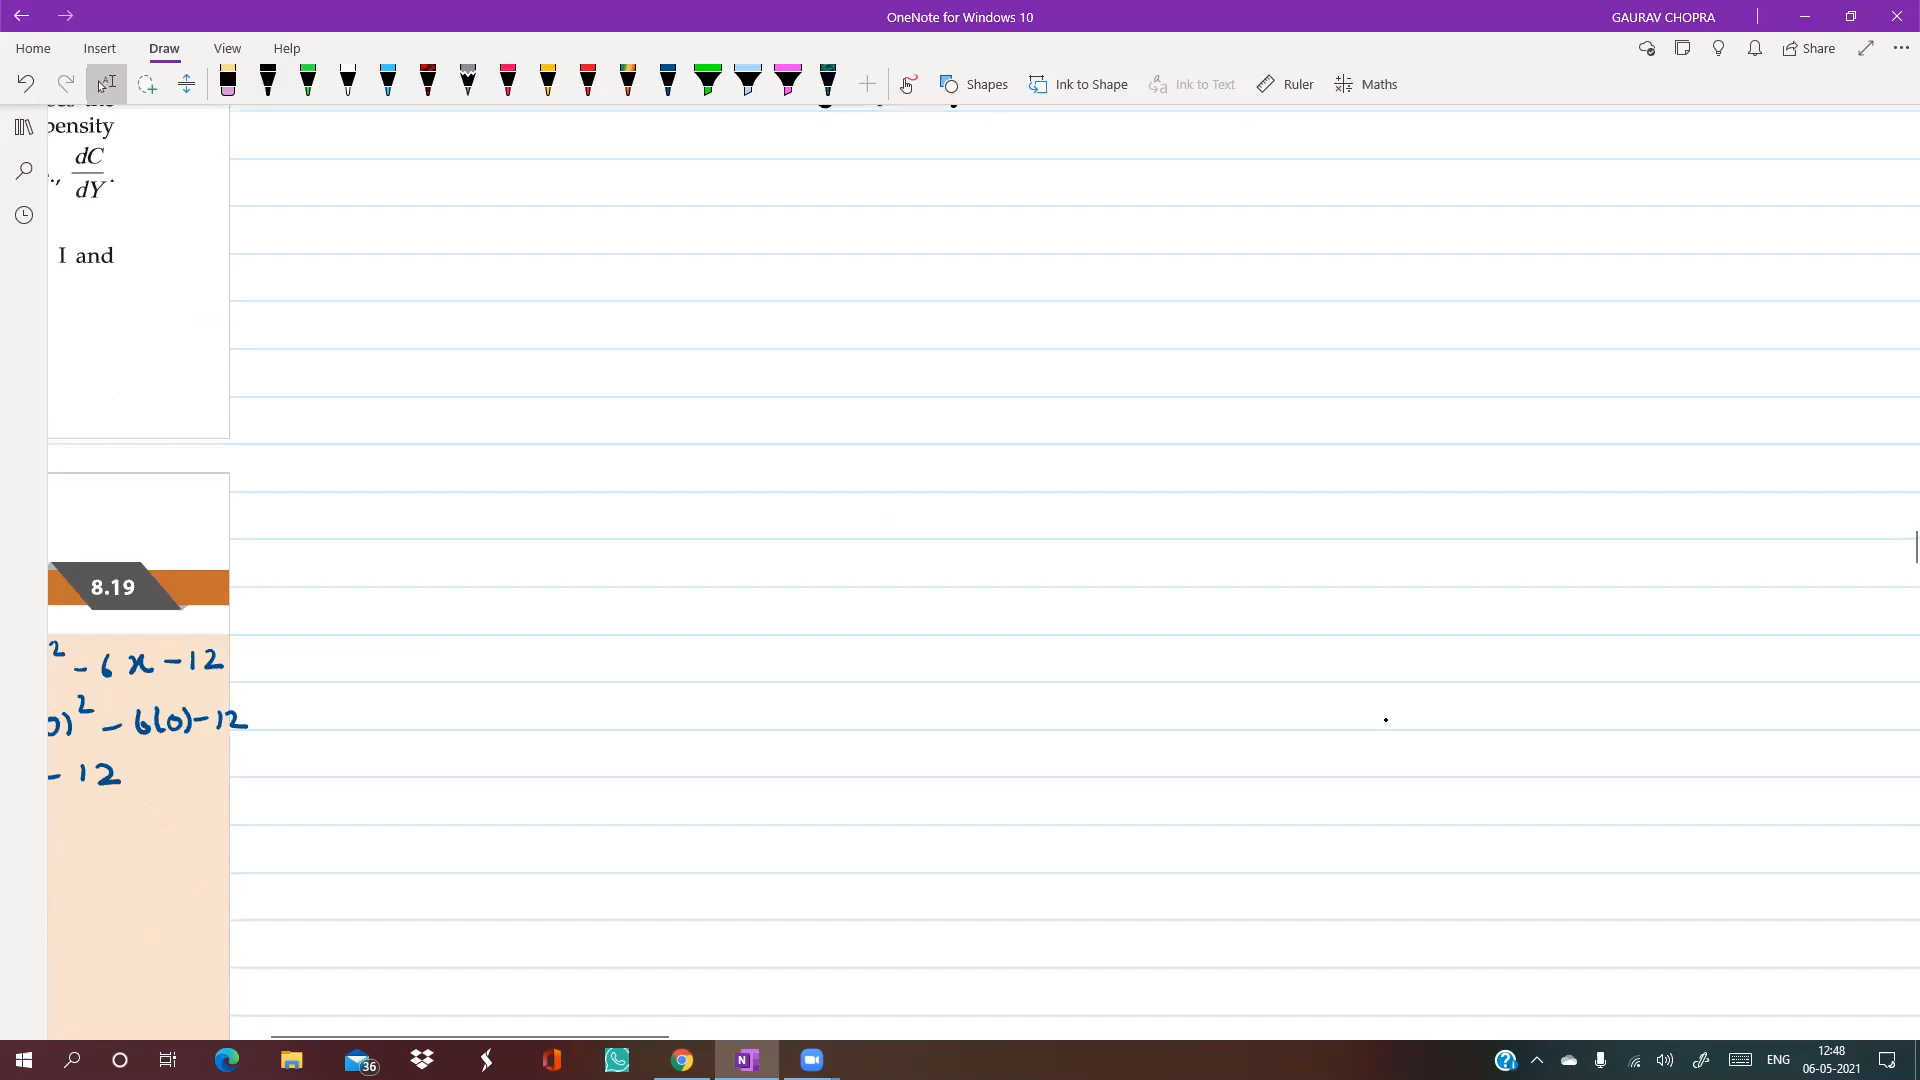 OneNote for Windows 10
GAURAV CHOPRA
Home Insert Draw View Help
Share
Shapes Ink to Shape Ink to Text Ruler Maths
pensity
dC
dY
I and
8.19
² - 6x - 12
0)² - 6(0) - 12
- 12
36
ENG
12:48
06-05-2021